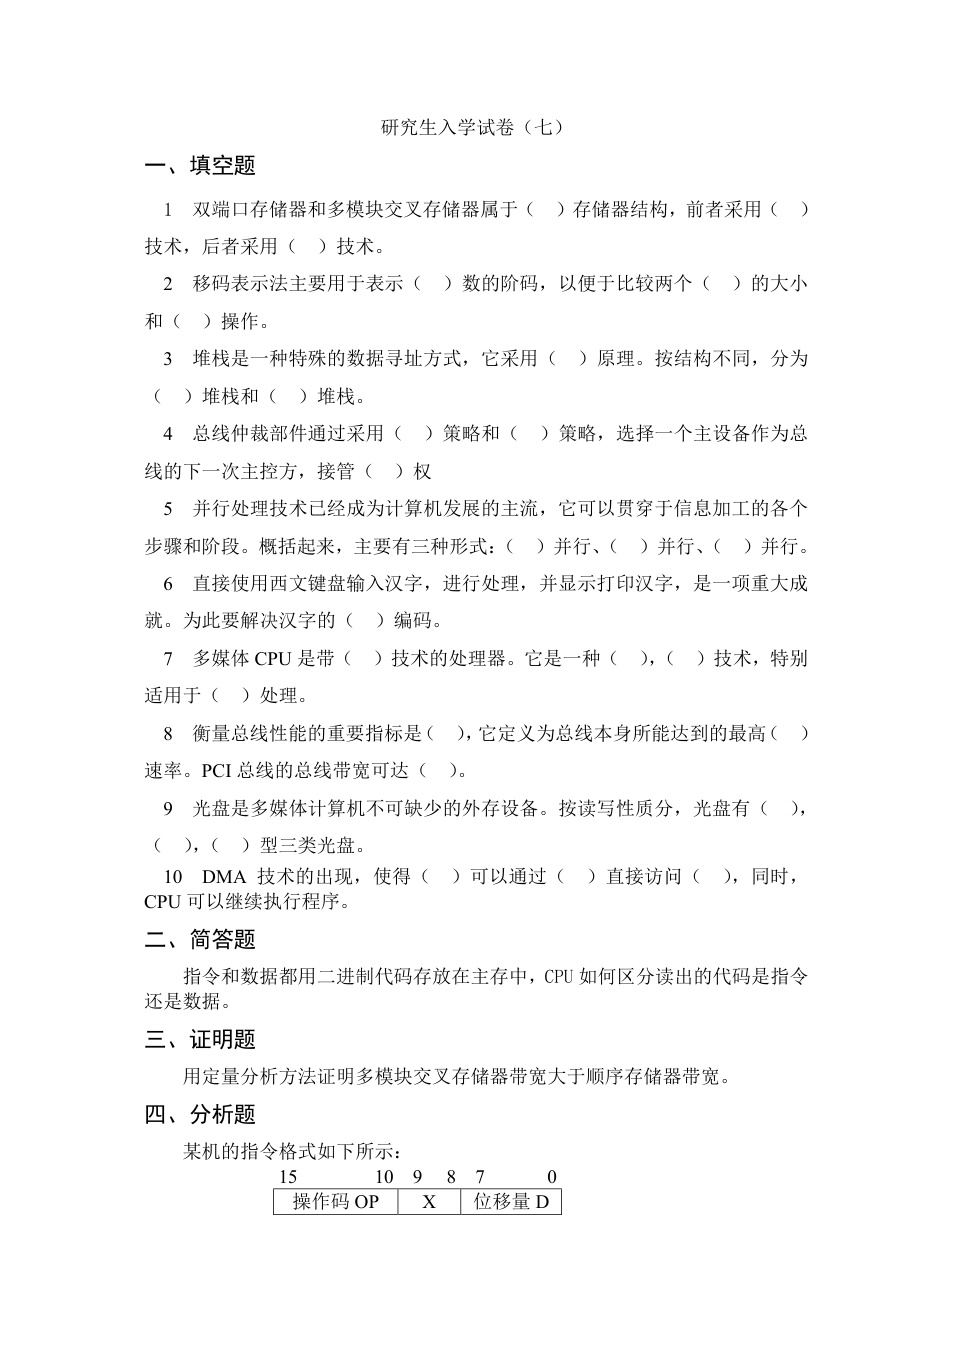 研究生入学试卷（七）
一、填空题
1 双端口存储器和多模块交叉存储器属于（ ）存储器结构，前者采用（ ）
技术，后者采用（ ）技术。
2 移码表示法主要用于表示（ ）数的阶码，以便于比较两个（ ）的大小
和（ ）操作。
3 堆栈是一种特殊的数据寻址方式，它采用（ ）原理。按结构不同，分为
（ ）堆栈和（ ）堆栈。
4 总线仲裁部件通过采用（ ）策略和（ ）策略，选择一个主设备作为总
线的下一次主控方，接管（ ）权
5 并行处理技术已经成为计算机发展的主流，它可以贯穿于信息加工的各个
步骤和阶段。概括起来，主要有三种形式：（ ）并行、（ ）并行、（ ）并行。
6 直接使用西文键盘输入汉字，进行处理，并显示打印汉字，是一项重大成
就。为此要解决汉字的（ ）编码。
7 多媒体 CPU 是带（ ）技术的处理器。它是一种（ ），（ ）技术，特别
适用于（ ）处理。
8 衡量总线性能的重要指标是（ ），它定义为总线本身所能达到的最高（ ）
速率。PCI 总线的总线带宽可达（ ）。
9 光盘是多媒体计算机不可缺少的外存设备。按读写性质分，光盘有（ ），
（ ），（ ）型三类光盘。
10 DMA 技术的出现，使得（ ）可以通过（ ）直接访问（ ），同时，
CPU 可以继续执行程序。
二、简答题
指令和数据都用二进制代码存放在主存中，CPU 如何区分读出的代码是指令
还是数据。
三、证明题
用定量分析方法证明多模块交叉存储器带宽大于顺序存储器带宽。
四、分析题
某机的指令格式如下所示：
15 10 9 8 7 0
操作码 OP X 位移量 D